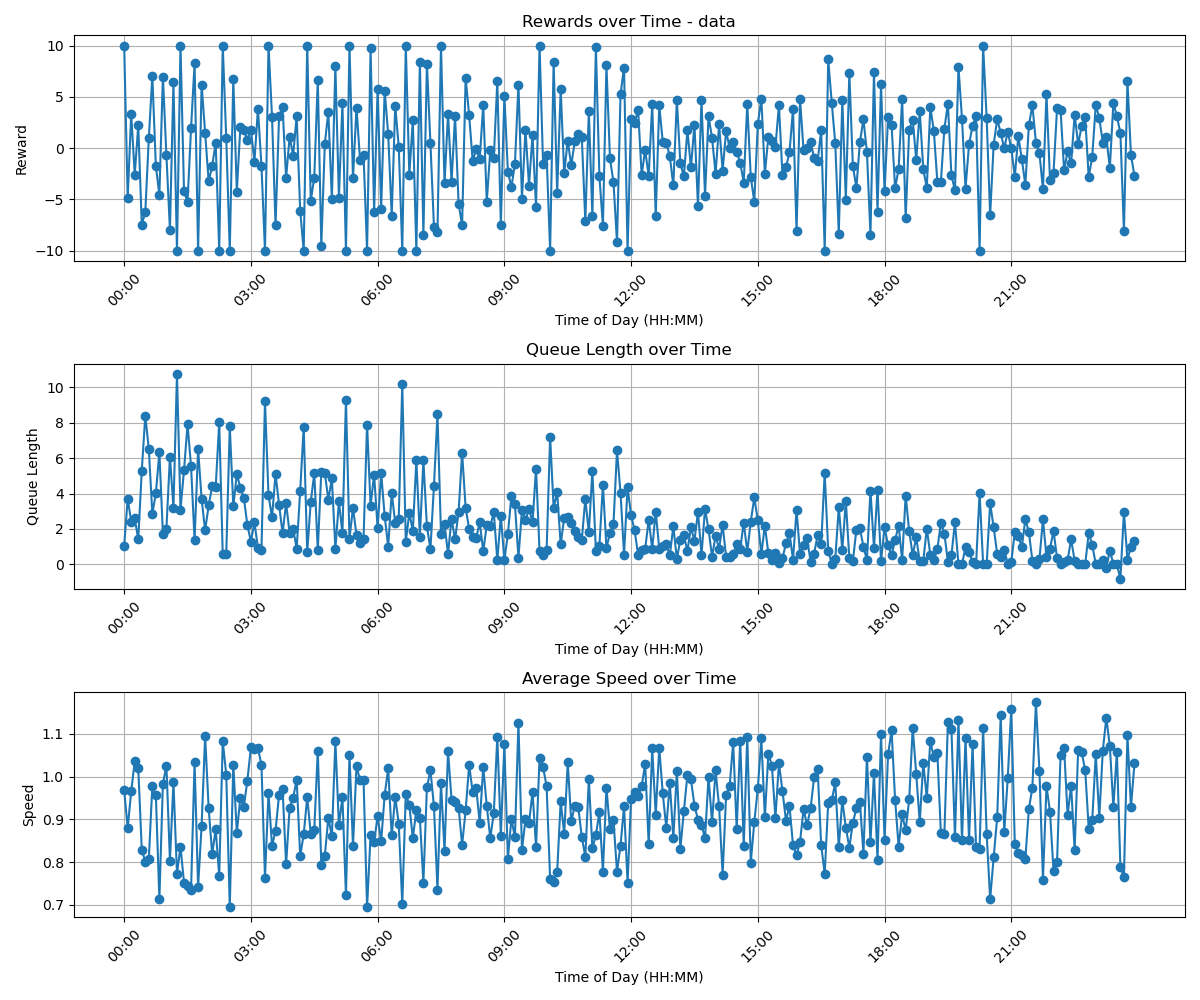 Rewards over Time - data
10
5
0
−5
−10
Reward
00:00 03:00 06:00 09:00 12:00 15:00 18:00 21:00
Time of Day (HH:MM)
Queue Length over Time
10
8
6
4
2
0
Queue Length
00:00 03:00 06:00 09:00 12:00 15:00 18:00 21:00
Time of Day (HH:MM)
Average Speed over Time
1.1
1.0
0.9
0.8
0.7
Speed
00:00 03:00 06:00 09:00 12:00 15:00 18:00 21:00
Time of Day (HH:MM)